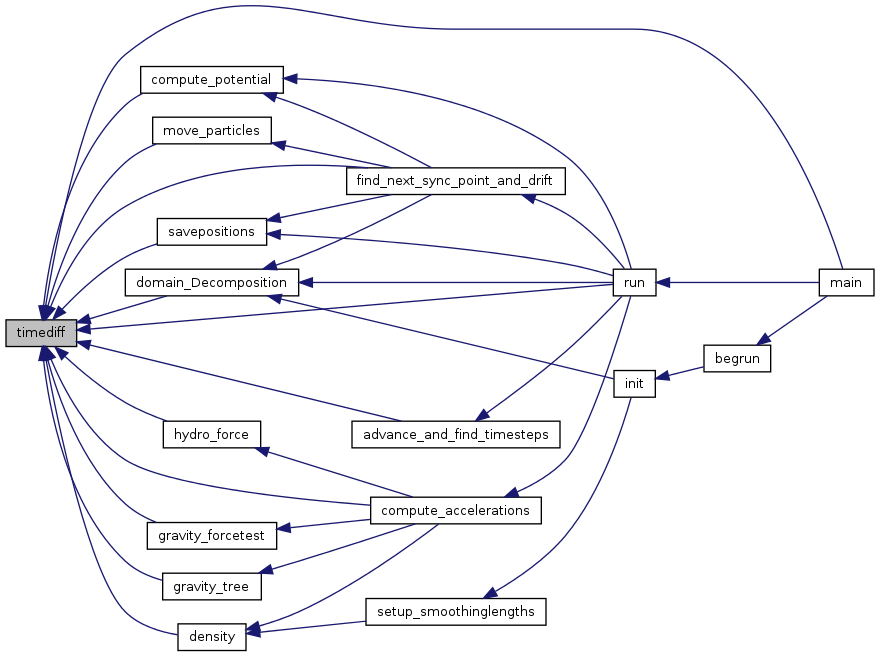 compute_potential
move_particles
find_next_sync_point_and_drift
savepositions
domain_Decomposition
run
main
timediff
begrun
init
hydro_force
advance_and_find_timesteps
compute_accelerations
gravity_forcetest
gravity_tree
setup_smoothinglengths
density